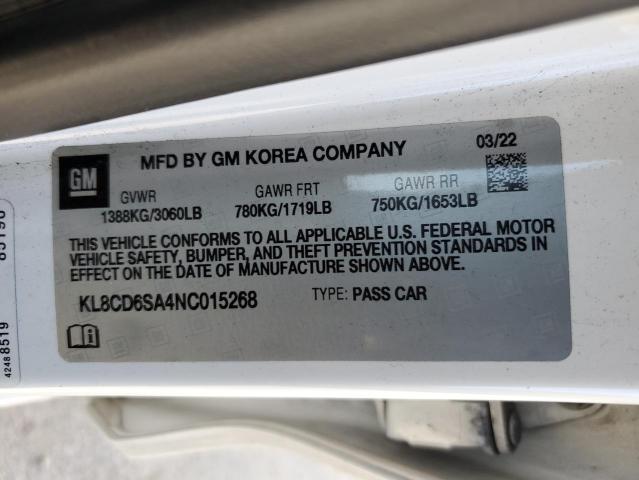 GM
MFD BY GM KOREA COMPANY
03/22
GVWR
GAWR FRT
GAWR RR
1388KG/3060LB
780KG/1719LB
750KG/1653LB
THIS VEHICLE CONFORMS TO ALL APPLICABLE U.S. FEDERAL MOTOR
VEHICLE SAFETY, BUMPER, AND THEFT PREVENTION STANDARDS IN
EFFECT ON THE DATE OF MANUFACTURE SHOWN ABOVE.
KL8CD6SA4NC015268
TYPE: PASS CAR
42488519